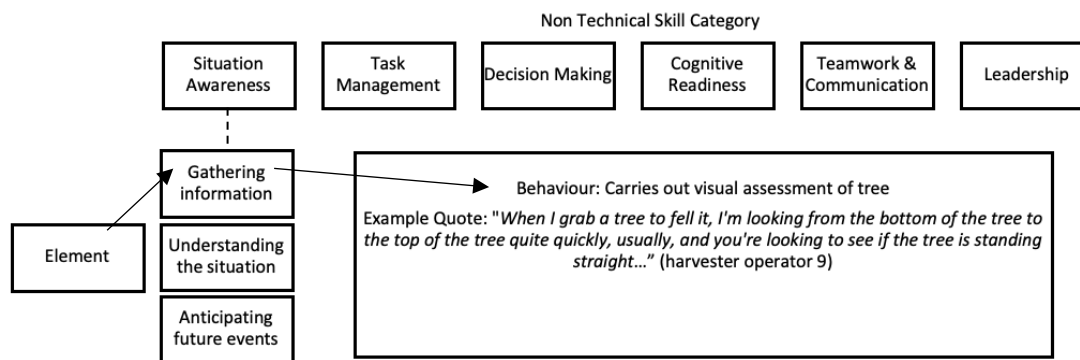 Non Technical Skill Category
Situation
Awareness
Task
Management
Decision Making
Cognitive
Readiness
Teamwork &
Communication
Leadership
Gathering
information
Behaviour: Carries out visual assessment of tree
Example Quote: "When I grab a tree to fell it, I'm looking from the bottom of the tree to
the top of the tree quite quickly, usually, and you're looking to see if the tree is standing
straight…” (harvester operator 9)
Element
Understanding
the situation
Anticipating
future events